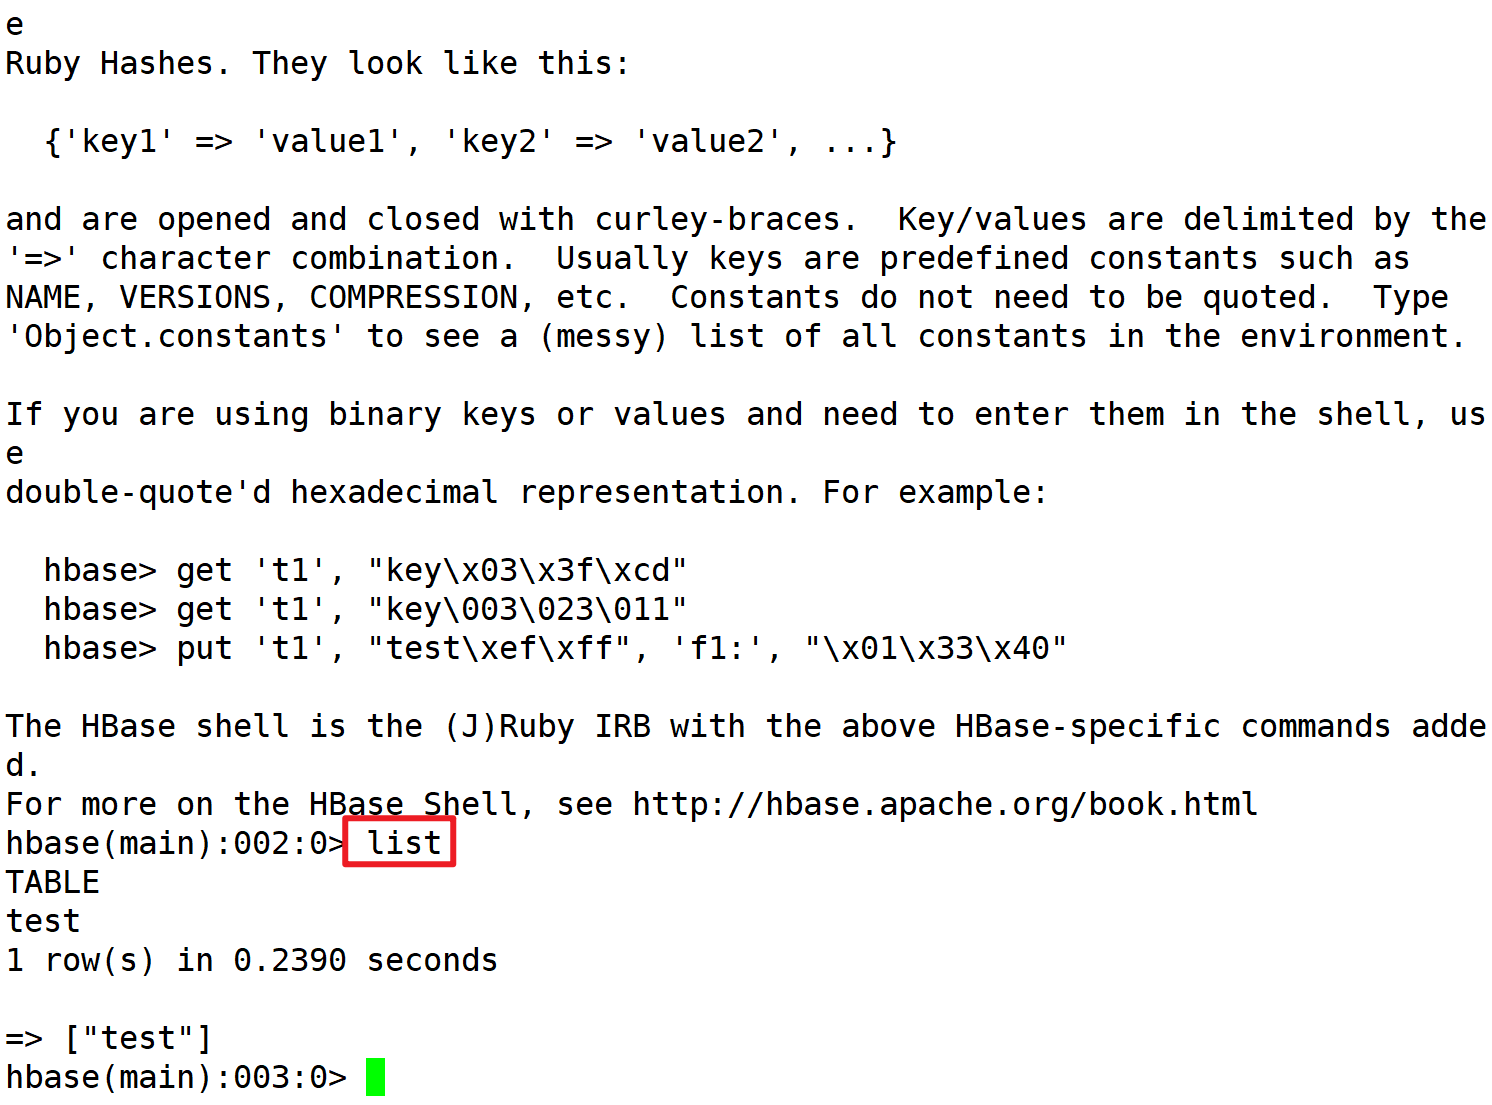 e
Ruby Hashes. They look like this:
  {'key1' => 'value1', 'key2' => 'value2', ...}
and are opened and closed with curley-braces.  Key/values are delimited by the
'=>' character combination.  Usually keys are predefined constants such as
NAME, VERSIONS, COMPRESSION, etc.  Constants do not need to be quoted.  Type
'Object.constants' to see a (messy) list of all constants in the environment.
If you are using binary keys or values and need to enter them in the shell, us
e
double-quote'd hexadecimal representation. For example:
  hbase> get 't1', "key\x03\x3f\xcd"
  hbase> get 't1', "key\003\023\011"
  hbase> put 't1', "test\xef\xff", 'f1:', "\x01\x33\x40"
The HBase shell is the (J)Ruby IRB with the above HBase-specific commands adde
d.
For more on the HBase Shell, see http://hbase.apache.org/book.html
hbase(main):002:0> list
TABLE
test
1 row(s) in 0.2390 seconds
=> ["test"]
hbase(main):003:0>